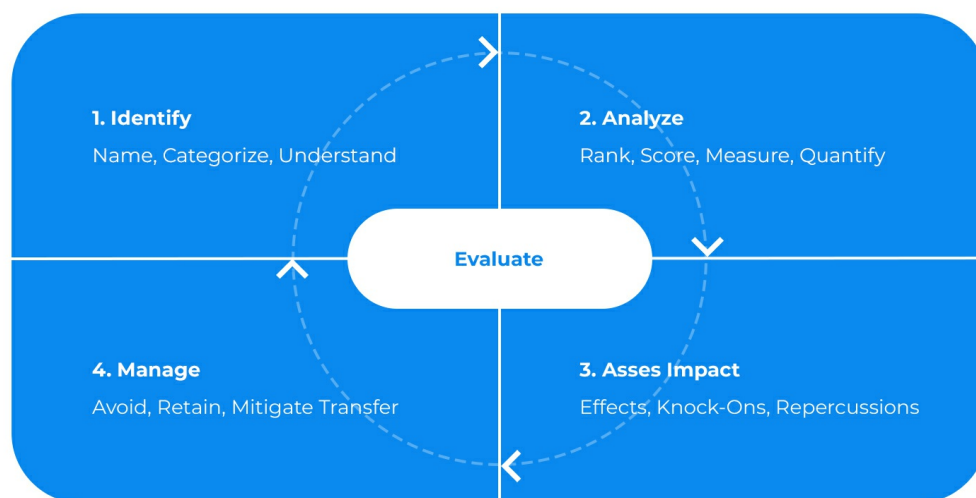 1. Identify
Name, Categorize, Understand
2. Analyze
Rank, Score, Measure, Quantify
Evaluate
4. Manage
Avoid, Retain, Mitigate Transfer
3. Asses Impact
Effects, Knock-Ons, Repercussions